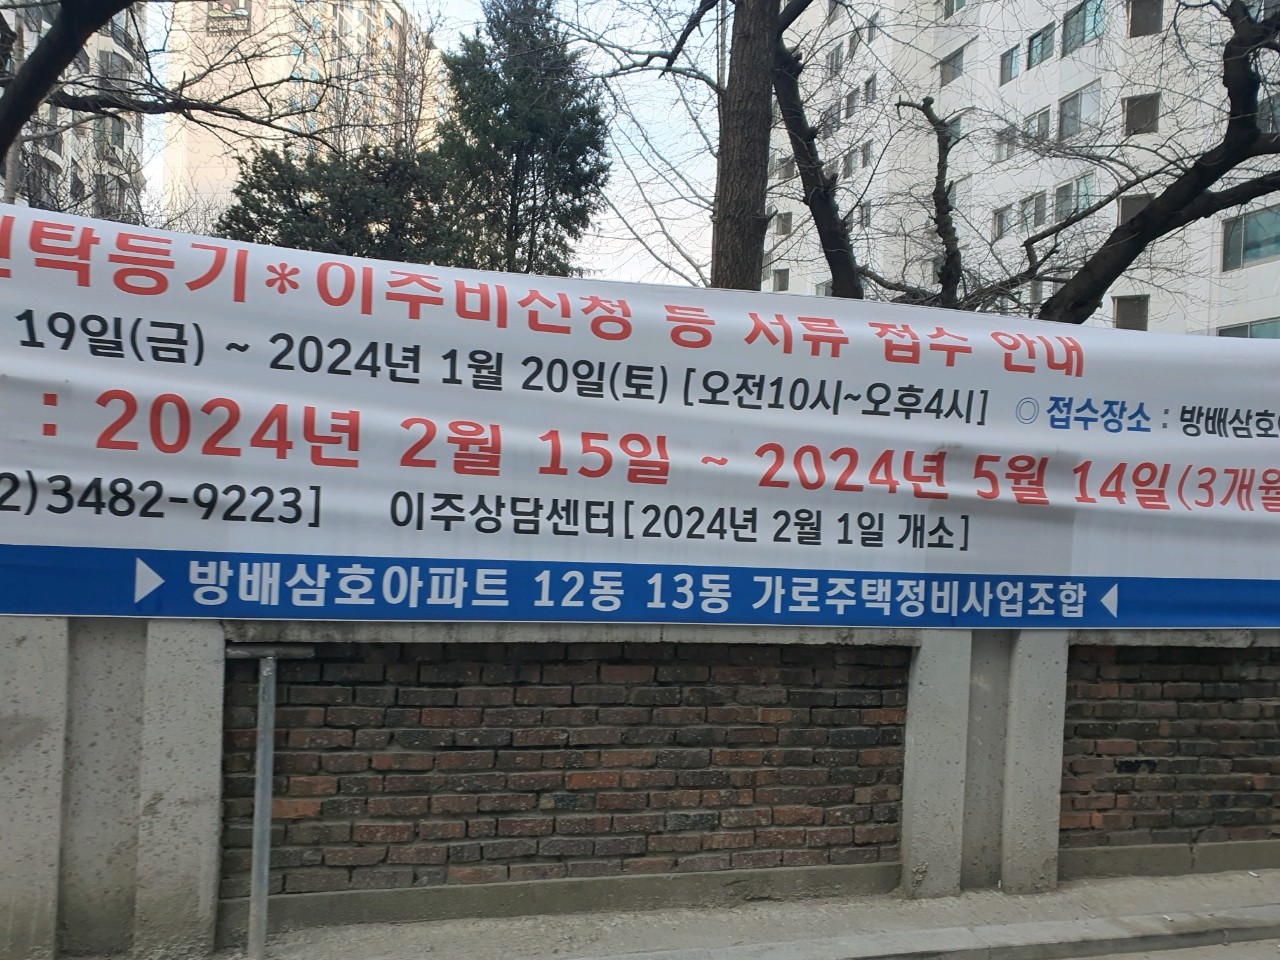 탁등기*이주비신청 등 서류 접수 안내
19일(금) ~ 2024년 1월 20일(토) [오전10시~오후4시] ◎ 접수장소 : 방배삼호
: 2024년 2월 15일 ~ 2024년 5월 14일(3개월
2)3482-9223] 이주상담센터[2024년 2월 1일 개소]
▶ 방배삼호아파트 12동 13동 가로주택정비사업조합 ◀